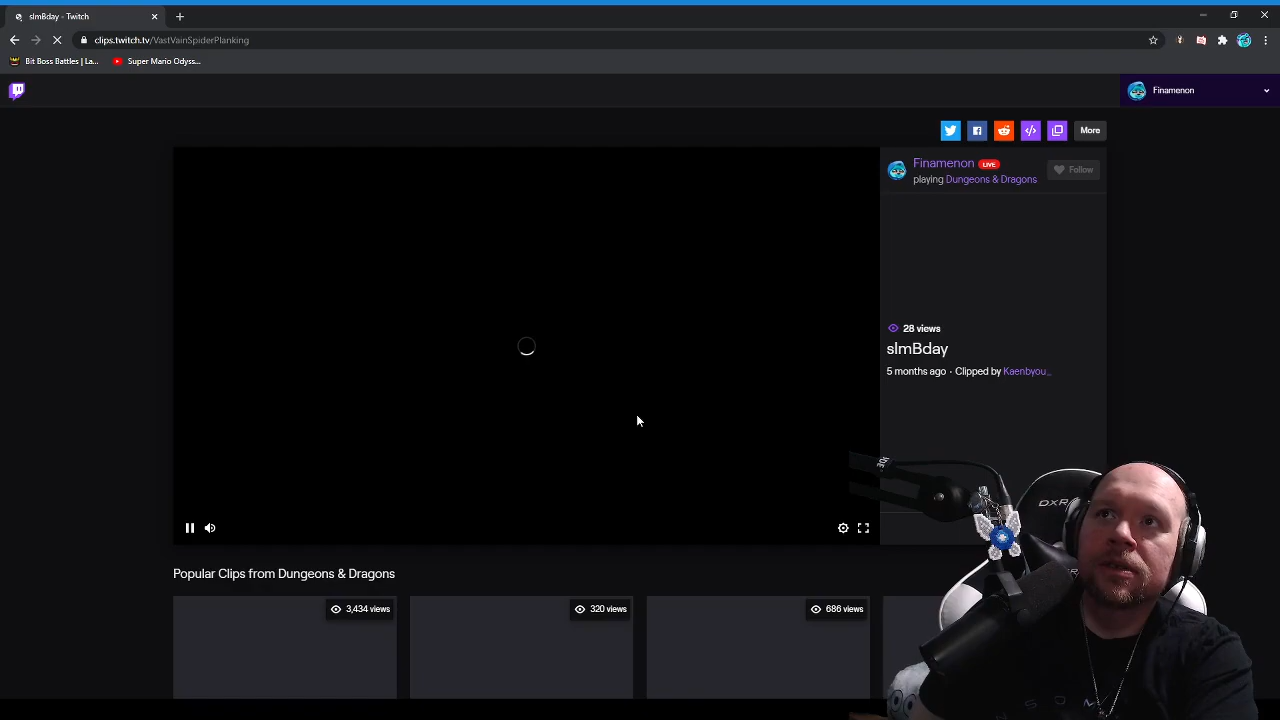 slmBday - Twitch
clips.twitch.tv/VastVainSpiderPlanking
Bit Boss Battles | La...
Super Mario Odyss...
Finamenon
More
Finamenon LIVE
Follow
playing Dungeons & Dragons
28 views
slmBday
5 months ago · Clipped by Kaenbyou_
DXR
Popular Clips from Dungeons & Dragons
3,434 views
320 views
686 views